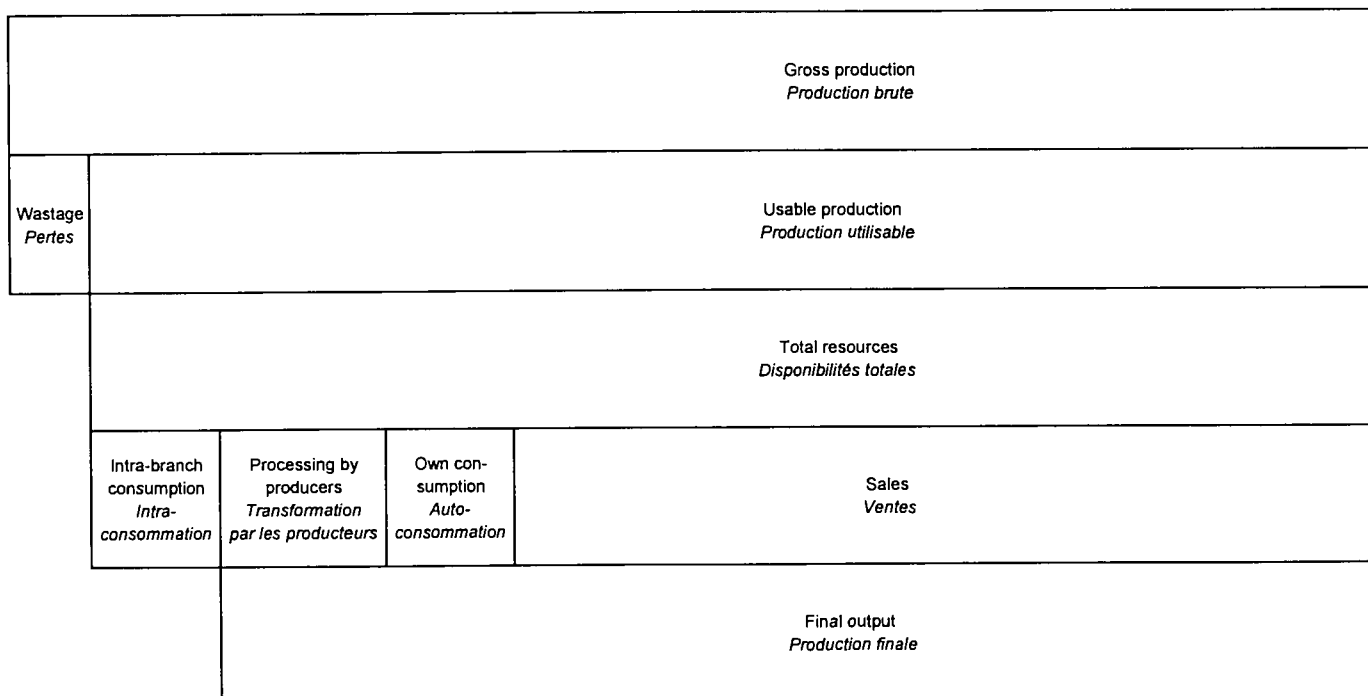 Gross production
Production brute
Wastage
Pertes
Usable production
Production utilisable
Total resources
Disponibilités totales
Intra-branch
consumption
Intra-
consommation
Processing by
producers
Transformation
par les producteurs
Own con-
sumption
Auto-
consommation
Sales
Ventes
Final output
Production finale